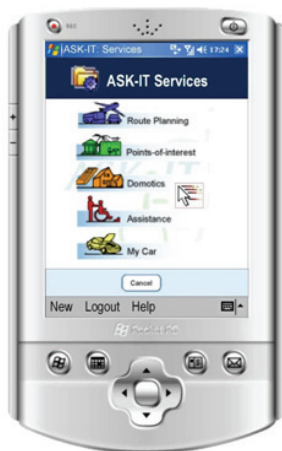 REC
ASK-IT: Services 17:24
ASK-IT Services
Route Planning
Points-of-interest
Domotics
Assistance
My Car
Cancel
New Logout Help
Pocket PC